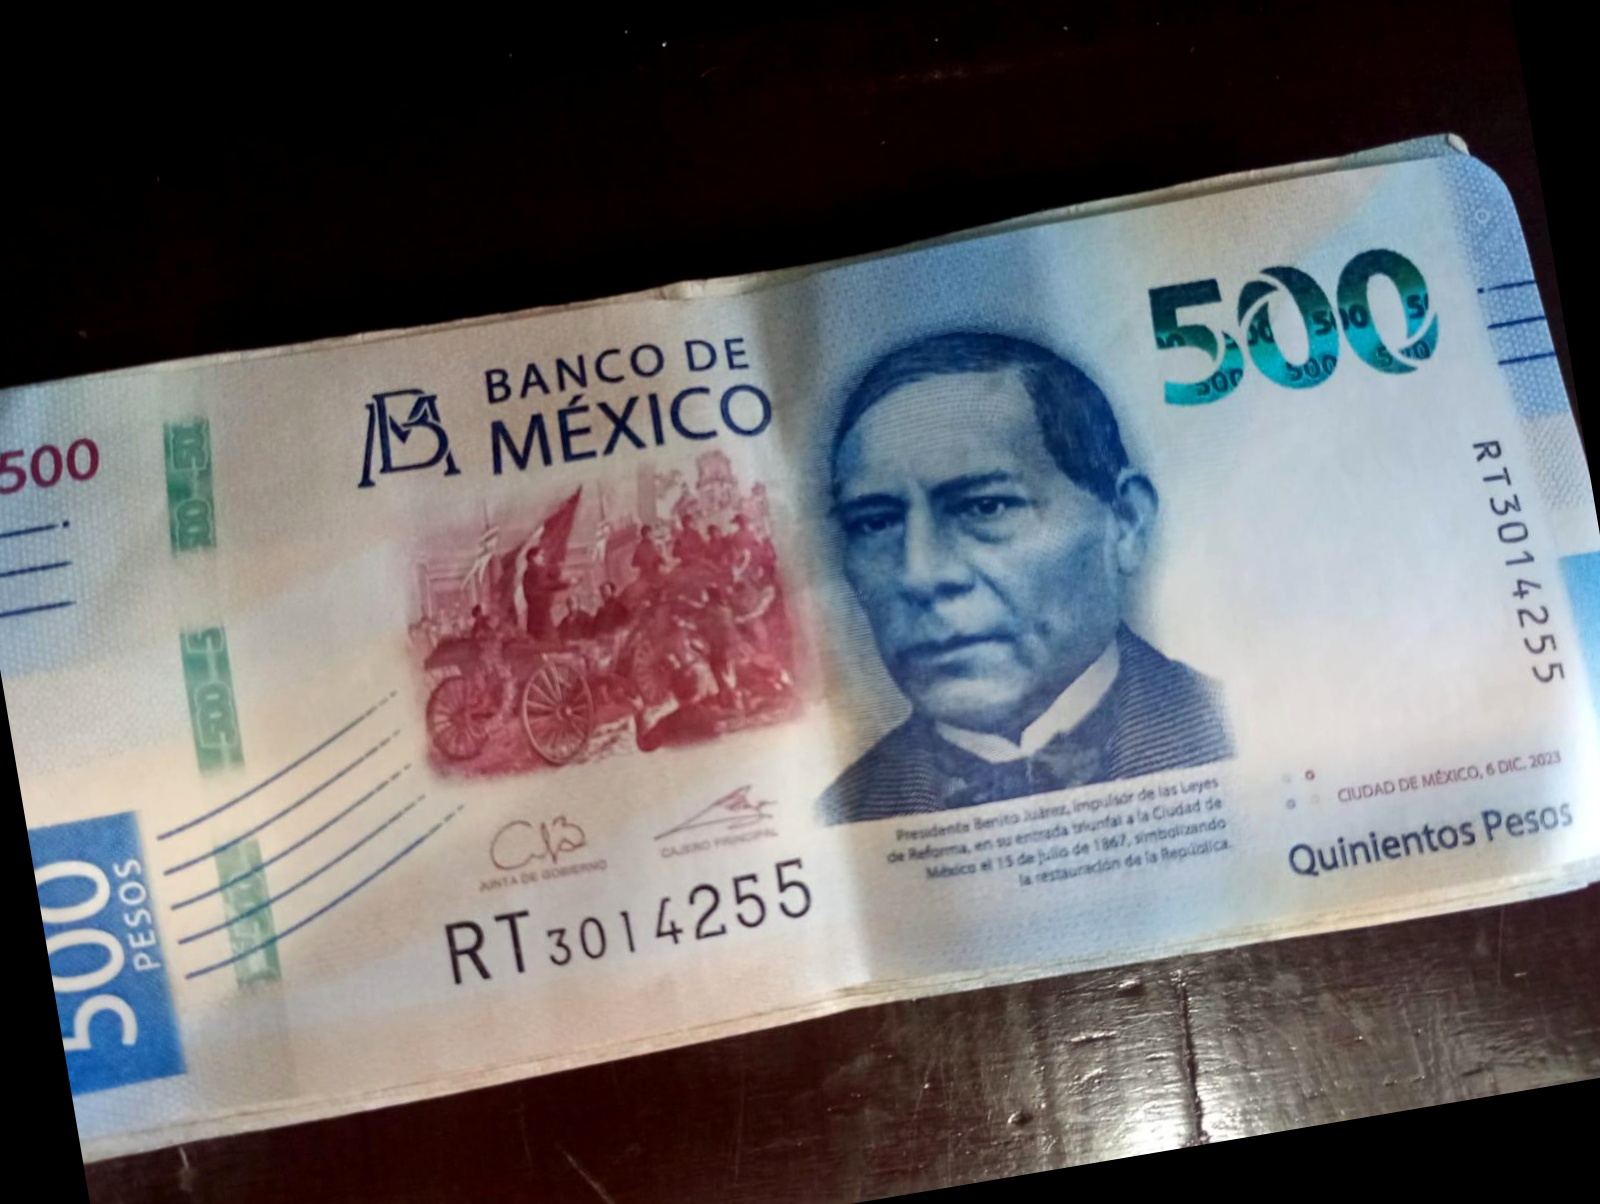 BANCO DE
MÉXICO
500
500
RT3014255
500
PESOS
JUNTA DE GOBIERNO
CAJERO PRINCIPAL
RT3014255
Presidente Benito Juárez, impulsor de las Leyes
de Reforma, en su entrada triunfal a la Ciudad de
México el 15 de julio de 1867, simbolizando
la restauración de la República.
CIUDAD DE MÉXICO, 6 DIC. 2023
Quinientos Pesos